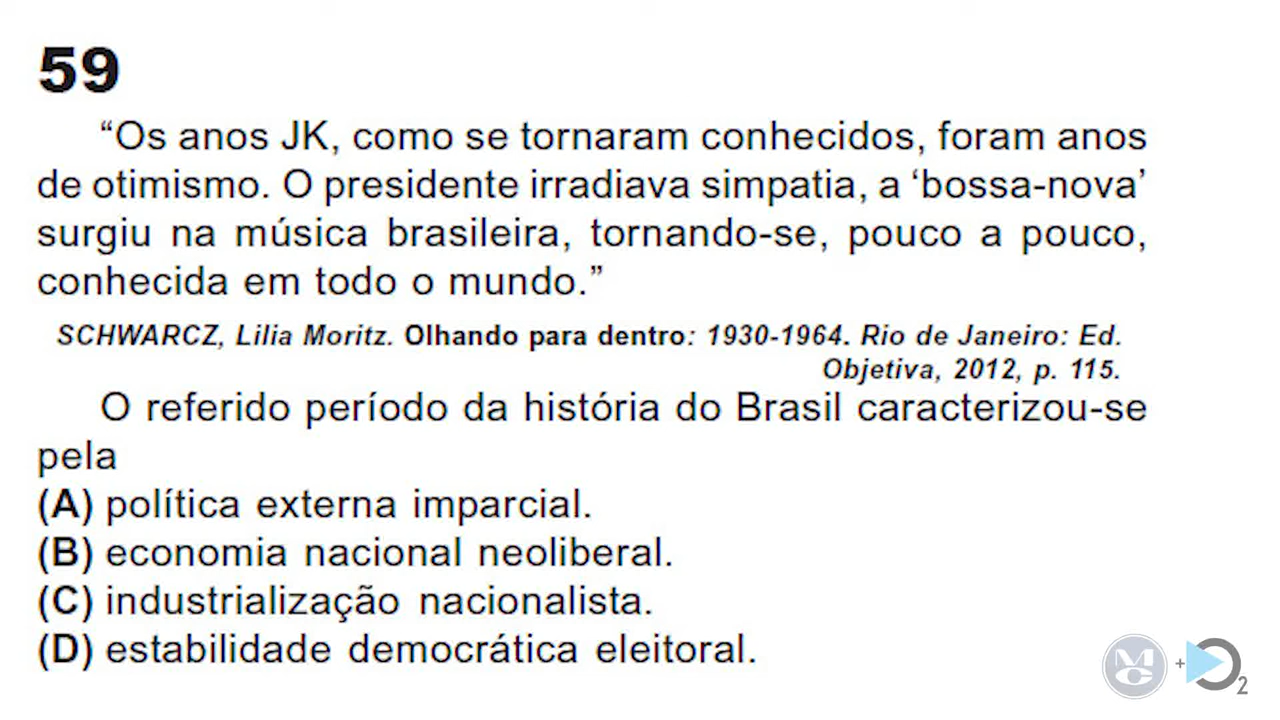 59
“Os anos JK, como se tornaram conhecidos, foram anos
de otimismo. O presidente irradiava simpatia, a ‘bossa-nova’
surgiu na música brasileira, tornando-se, pouco a pouco,
conhecida em todo o mundo.”
SCHWARCZ, Lilia Moritz. Olhando para dentro: 1930-1964. Rio de Janeiro: Ed.
Objetiva, 2012, p. 115.
O referido período da história do Brasil caracterizou-se
pela
(A) política externa imparcial.
(B) economia nacional neoliberal.
(C) industrialização nacionalista.
(D) estabilidade democrática eleitoral.
MC + O2